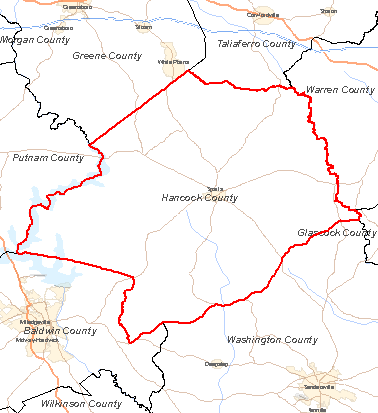 Greensboro
Greensboro
Siloam
Crawfordville
Sharon
Morgan County
Greene County
Taliaferro County
White Plains
Warren County
Putnam County
Sparta
Hancock County
Glascock County
Milledgeville
Baldwin County
Midway-Hardwick
Washington County
Deepstep
Sandersville
Tennille
Wilkinson County